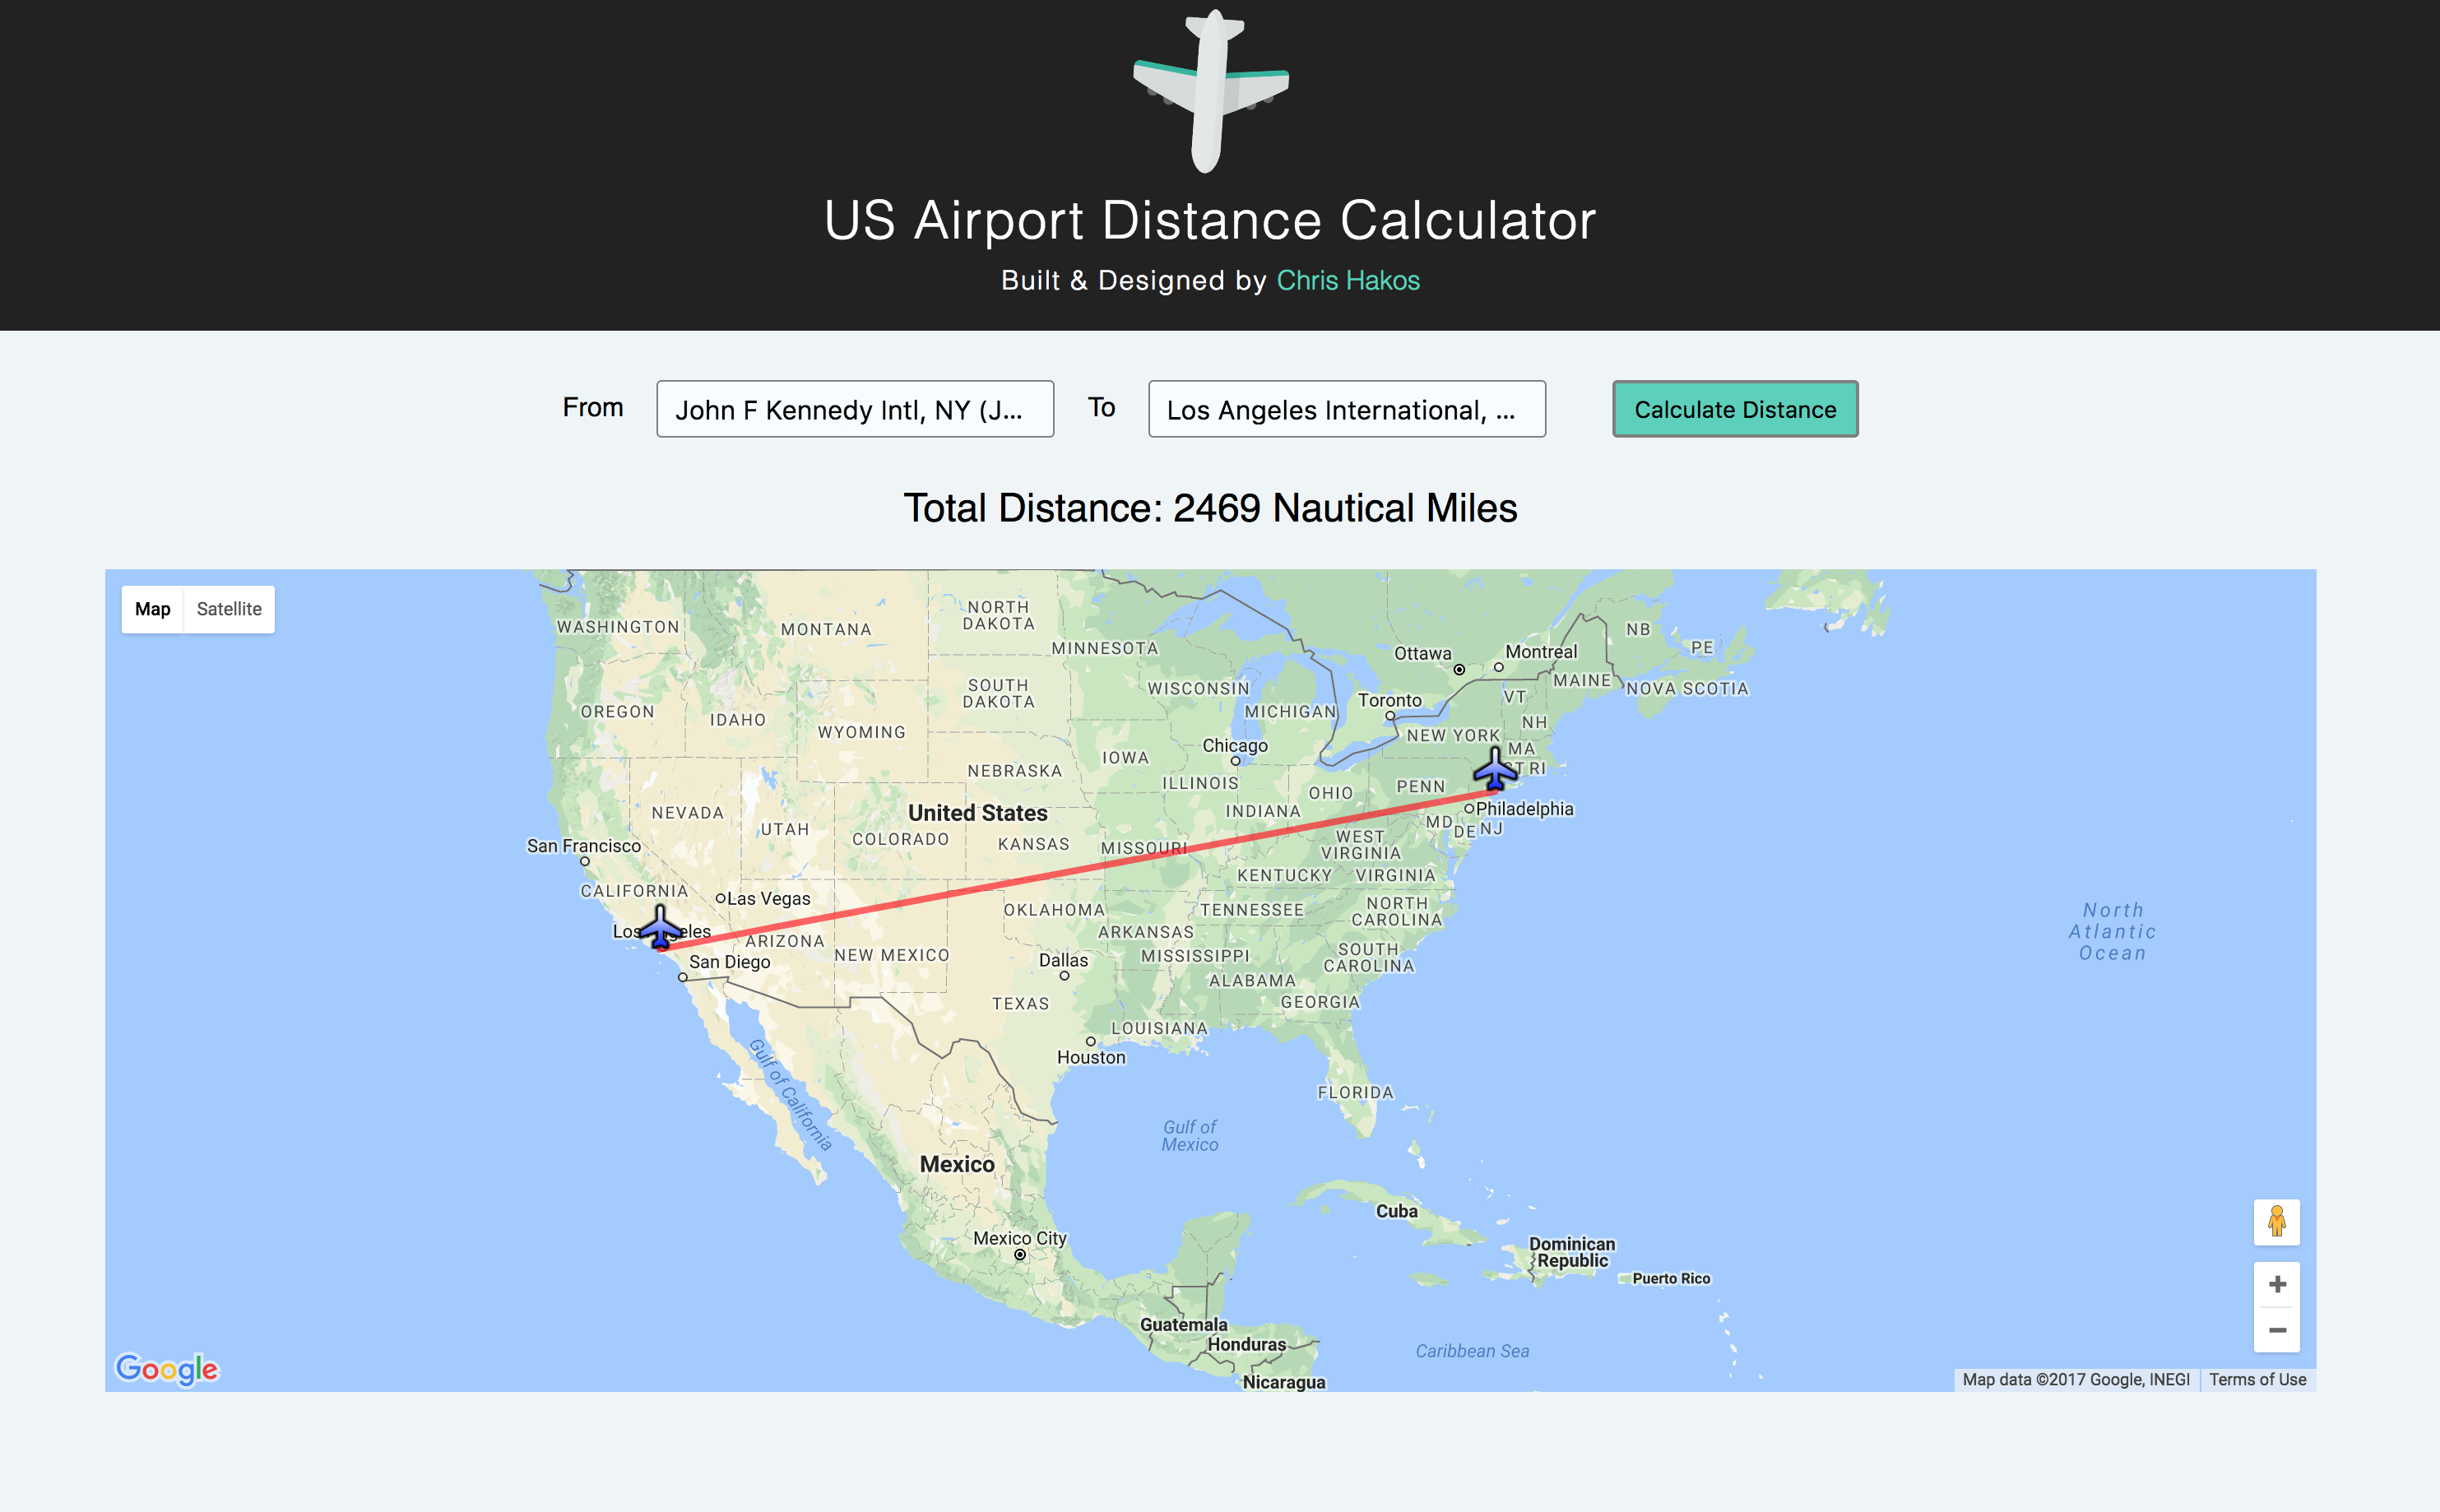 US Airport Distance Calculator
Built & Designed by Chris Hakos
From
John F Kennedy Intl, NY (J...
To
Los Angeles International, ...
Calculate Distance
Total Distance: 2469 Nautical Miles
Map
Satellite
WASHINGTON
MONTANA
NORTH
DAKOTA
MINNESOTA
Ottawa
Montreal
NB
PE
OREGON
IDAHO
SOUTH
DAKOTA
WISCONSIN
MICHIGAN
Toronto
MAINE
NOVA SCOTIA
VT
NH
WYOMING
NEW YORK
MA
Chicago
IOWA
NEBRASKA
ILLINOIS
RI
OHIO
PENN
NEVADA
UTAH
United States
COLORADO
KANSAS
MISSOURI
INDIANA
Philadelphia
MD
DE
NJ
WEST
VIRGINIA
San Francisco
CALIFORNIA
Las Vegas
KENTUCKY
VIRGINIA
OKLAHOMA
TENNESSEE
NORTH
CAROLINA
ARIZONA
NEW MEXICO
ARKANSAS
San Diego
Dallas
MISSISSIPPI
SOUTH
CAROLINA
ALABAMA
TEXAS
GEORGIA
LOUISIANA
Houston
North
Atlantic
Ocean
Gulf of California
FLORIDA
Gulf of
Mexico
Mexico
Mexico City
Cuba
Dominican
Republic
Puerto Rico
Guatemala
Honduras
Nicaragua
Caribbean Sea
Google
Map data ©2017 Google, INEGI
Terms of Use